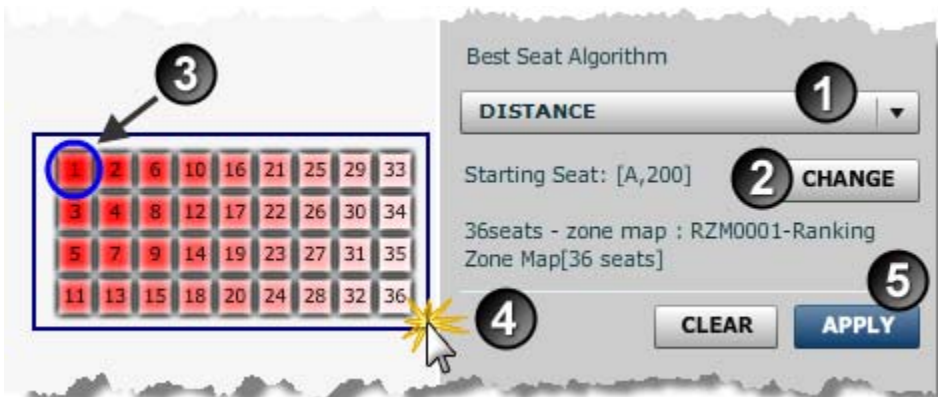 3
1 2 6 10 16 21 25 29 33
3 4 8 12 17 22 26 30 34
5 7 9 14 19 23 27 31 35
11 13 15 18 20 24 28 32 36
4
Best Seat Algorithm
DISTANCE 1
Starting Seat: [A,200] 2 CHANGE
36seats - zone map : RZM0001-Ranking
Zone Map[36 seats]
5
CLEAR APPLY